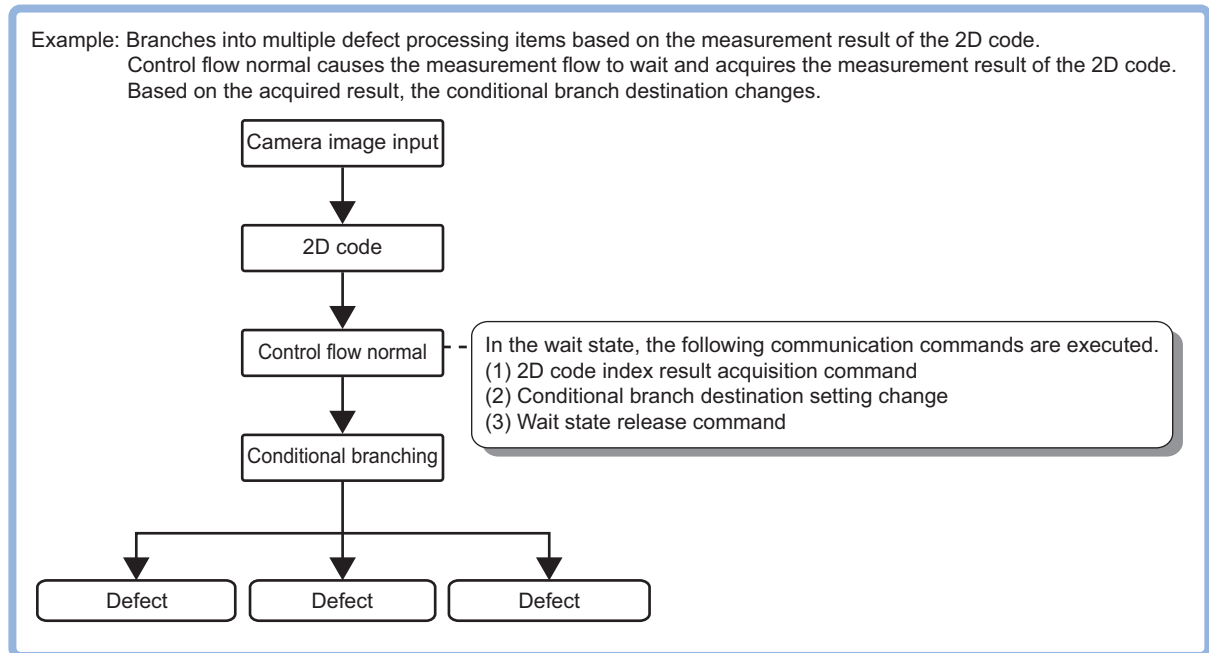 Example: Branches into multiple defect processing items based on the measurement result of the 2D code.
Control flow normal causes the measurement flow to wait and acquires the measurement result of the 2D code.
Based on the acquired result, the conditional branch destination changes.
Camera image input
2D code
Control flow normal
In the wait state, the following communication commands are executed.
(1) 2D code index result acquisition command
(2) Conditional branch destination setting change
(3) Wait state release command
Conditional branching
Defect
Defect
Defect